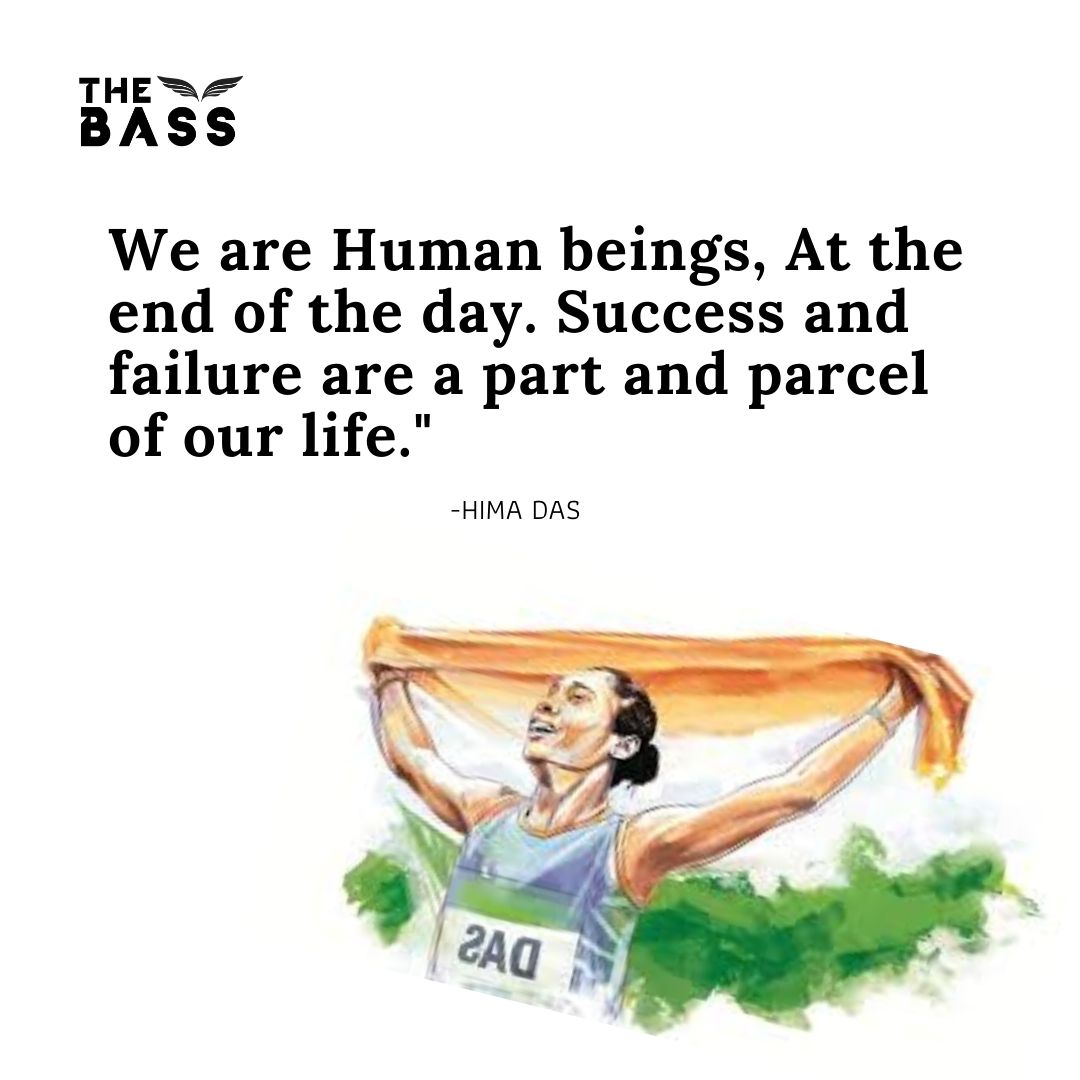 THE
BASS
We are Human beings, At the
end of the day. Success and
failure are a part and parcel
of our life."
-HIMA DAS
DAS